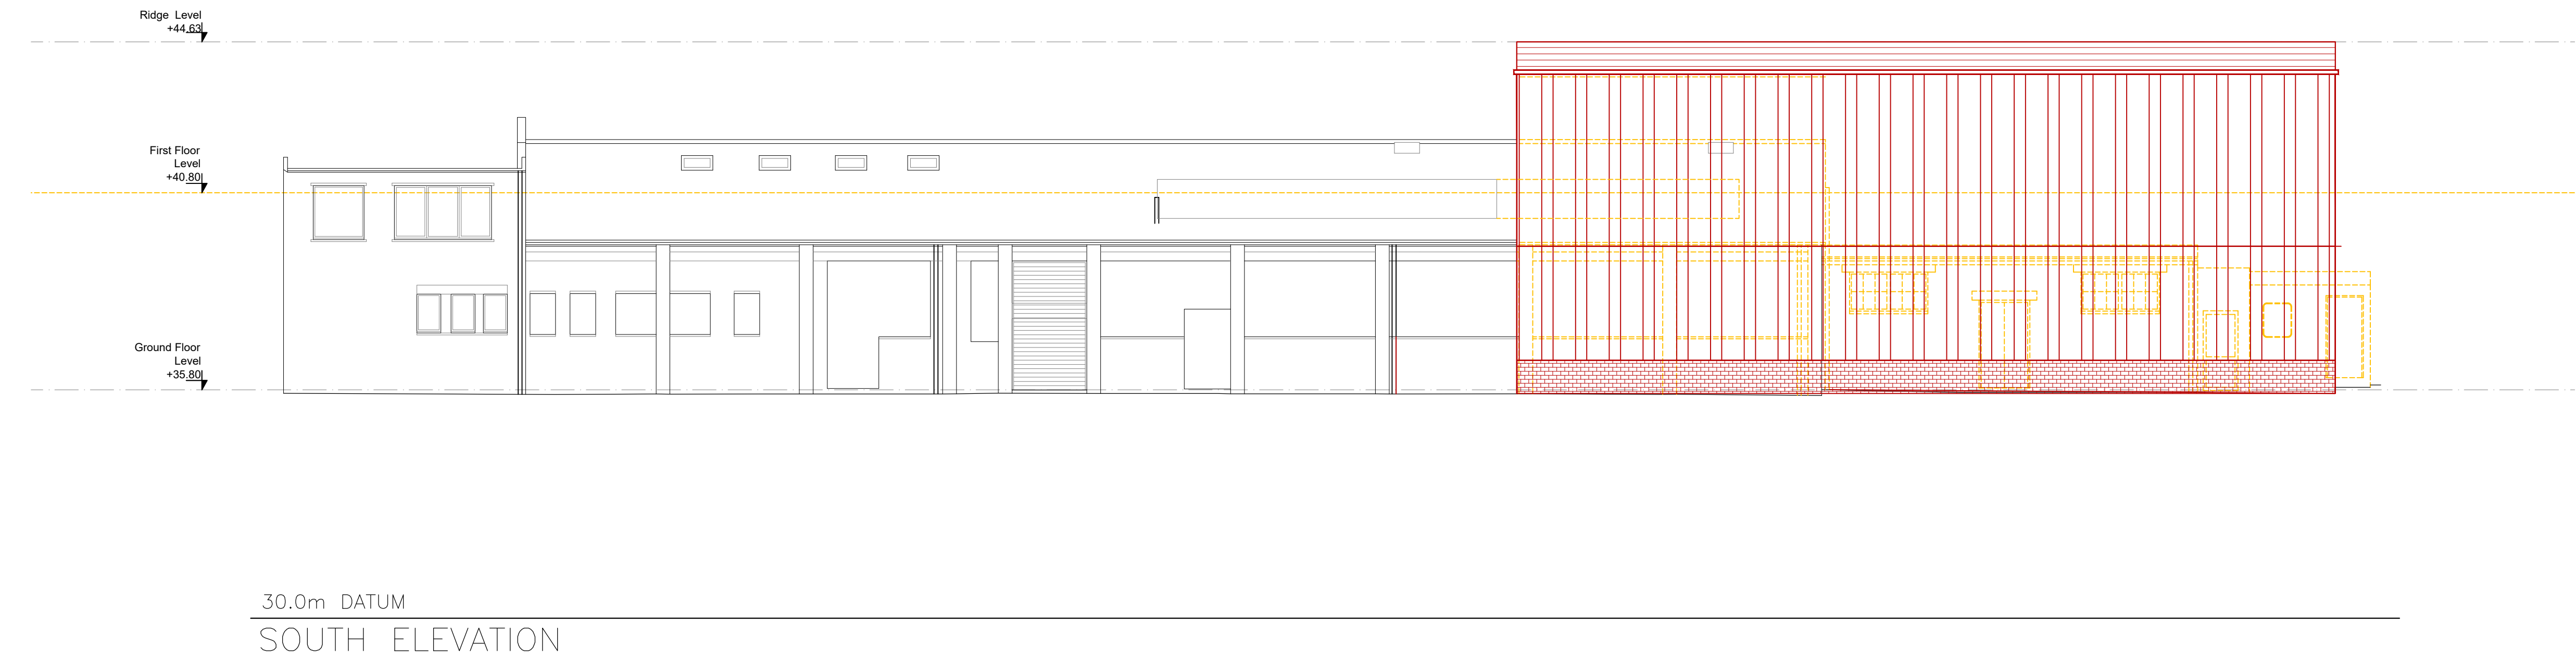 Ridge Level
+44.63
First Floor
Level
+40.80
Ground Floor
Level
+35.80
30.0m DATUM
SOUTH ELEVATION